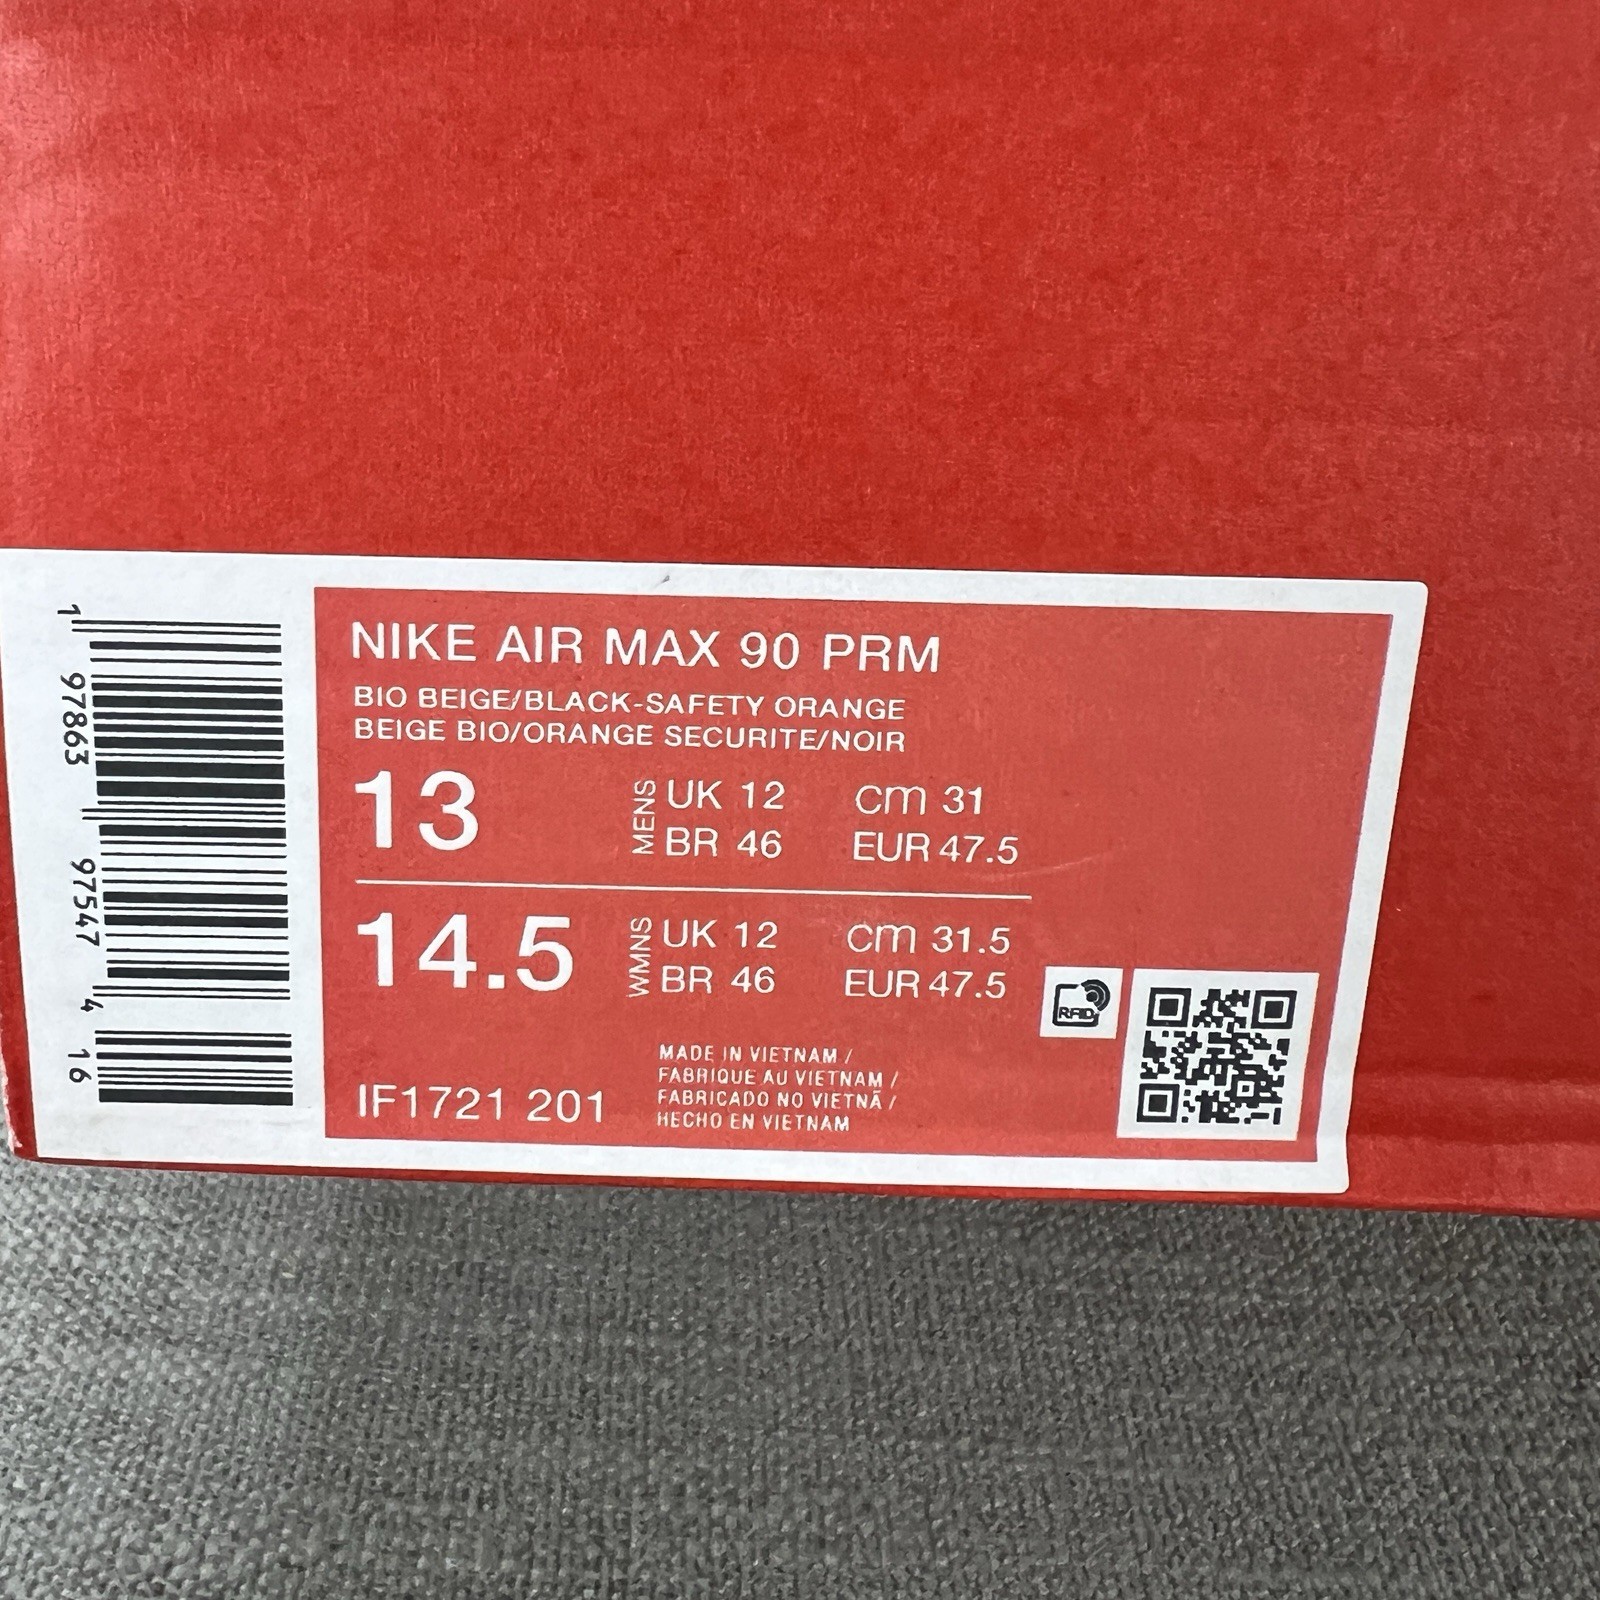 NIKE AIR MAX 90 PRM
BIO BEIGE/BLACK-SAFETY ORANGE
BEIGE BIO/ORANGE SECURITE/NOIR
13 MENS UK 12 cm 31
BR 46 EUR 47.5
14.5 WMNS UK 12 cm 31.5
BR 46 EUR 47.5
IF1721 201
MADE IN VIETNAM /
FABRIQUE AU VIETNAM /
FABRICADO NO VIETNÃ /
HECHO EN VIETNAM
RFID
1 97863 97547 4 16